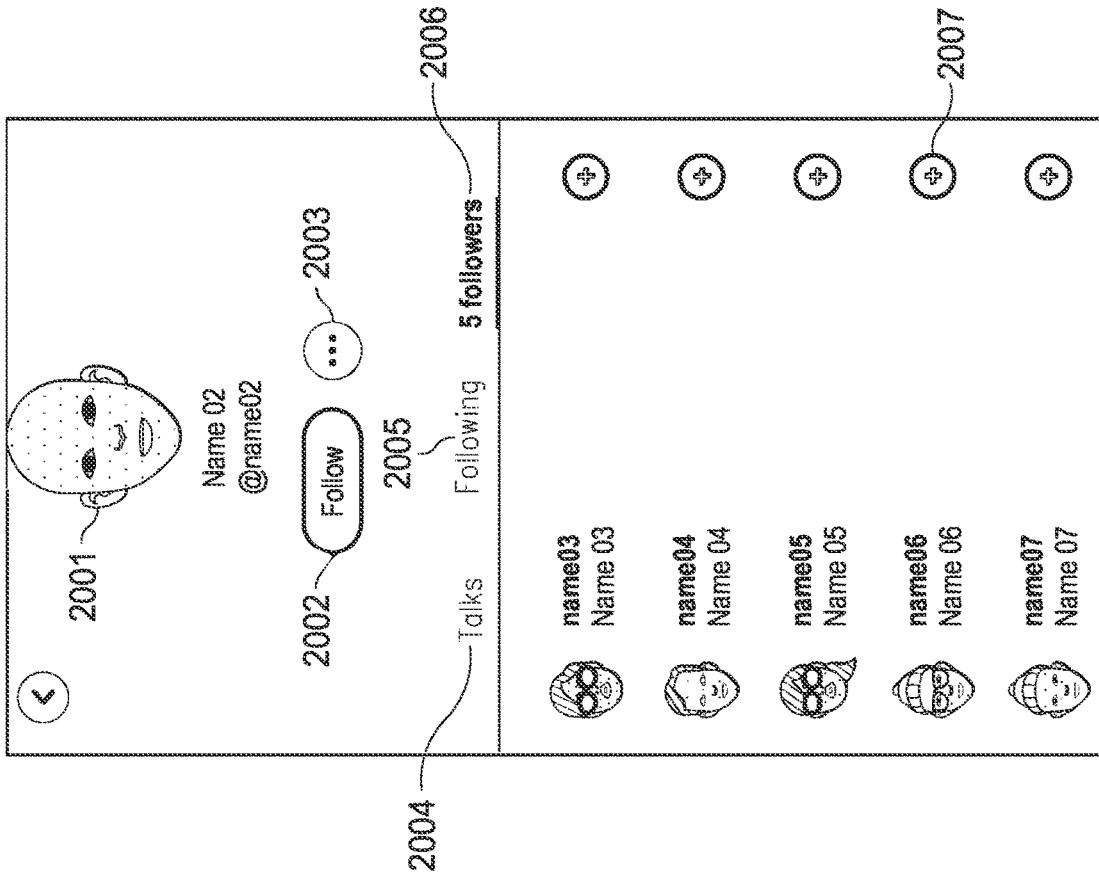 2001
Name 02
@name02
2002
Follow
2003
2004
Talks
2005
Following
5 followers
2006
name03
Name 03
name04
Name 04
name05
Name 05
name06
Name 06
2007
name07
Name 07